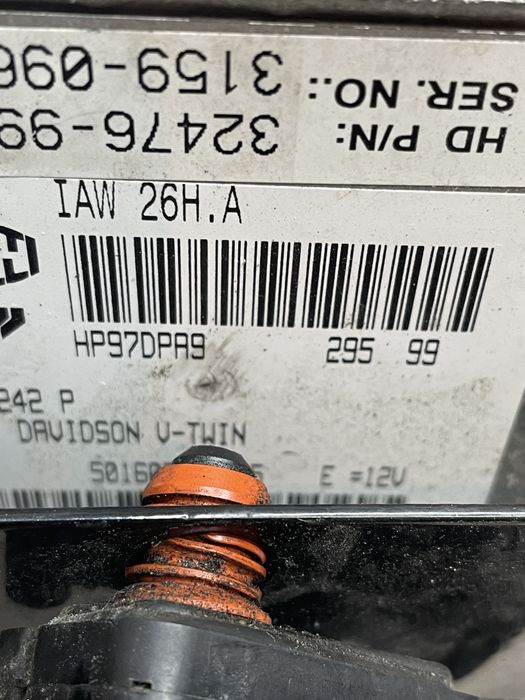 HD P/N: 32476-99
SER. NO.: 3159-096
IAW 26H.A
HP97DPA9 295 99
242 P
DAVIDSON V-TWIN
E =12V